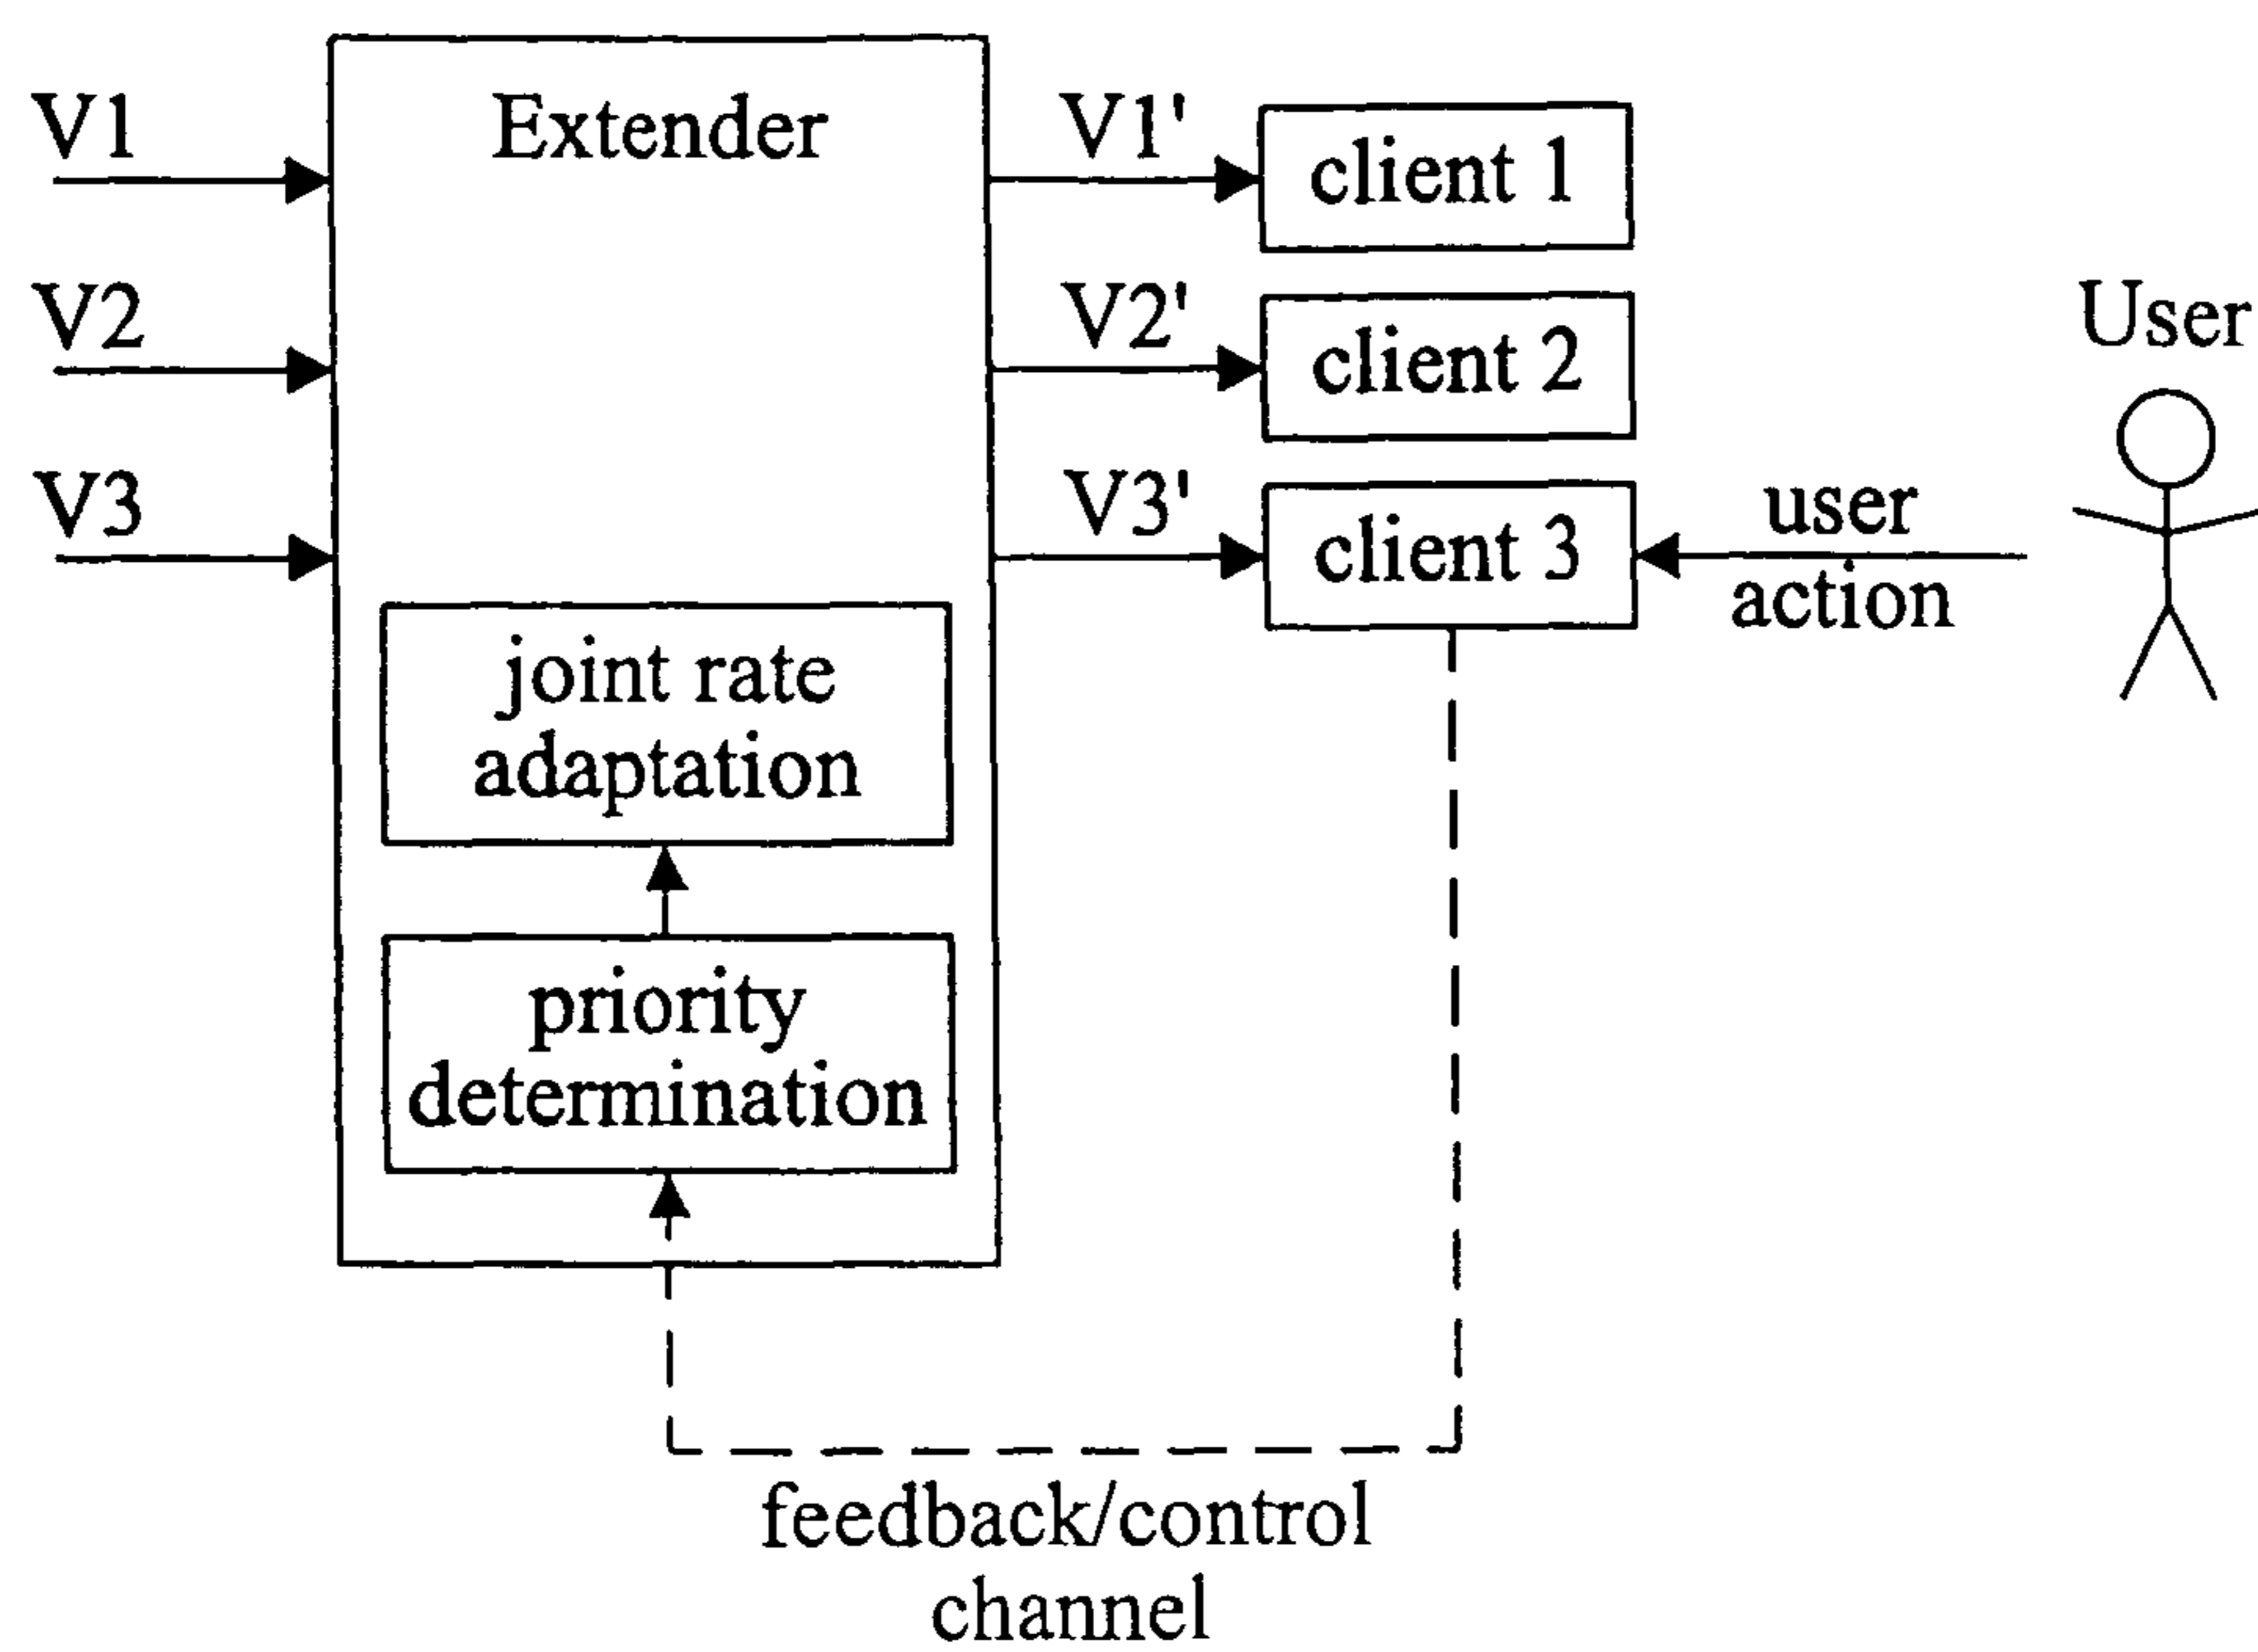 V1
Extender
V1'
client 1
V2
V2'
client 2
User
V3
V3'
client 3
user
action
joint rate
adaptation
priority
determination
feedback/control
channel